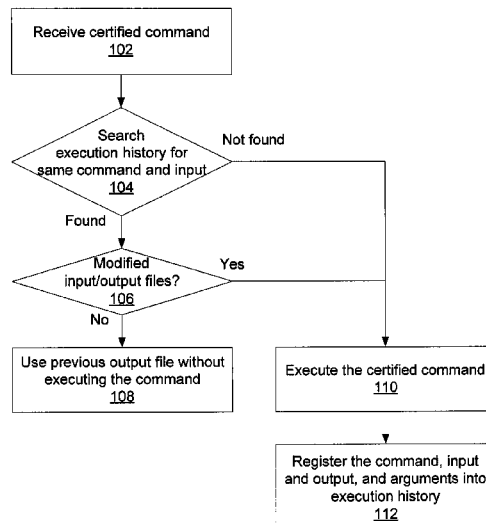 Receive certified command
102
Search
execution history for
same command and input
104
Not found
Found
Modified
input/output files?
106
Yes
No
Use previous output file without
executing the command
108
Execute the certified command
110
Register the command, input
and output, and arguments into
execution history
112